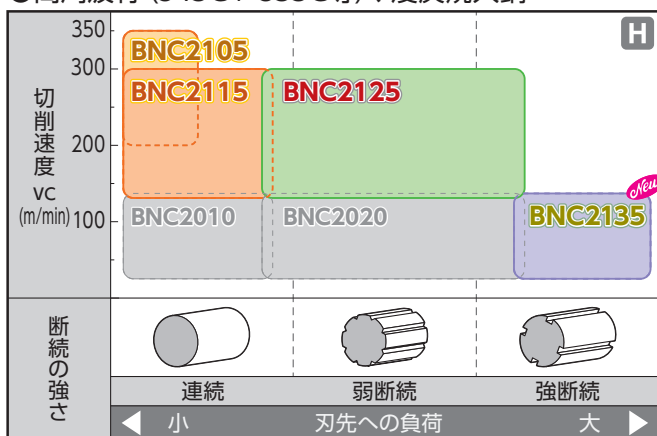 350
H
BNC2105
300
BNC2115
BNC2125
切削速度
200
vc
(m/min)
New
100
BNC2010
BNC2020
BNC2135
断続の強さ
連続
弱断続
強断続
小
刃先への負荷
大